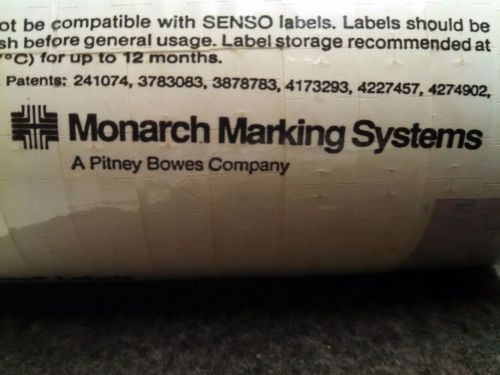 ot be compatible with SENSO labels. Labels should be
sh before general usage. Label storage recommended at
°C) for up to 12 months.
Patents: 241074, 3783083, 3878783, 4173293, 4227457, 4274902,
Monarch Marking Systems
A Pitney Bowes Company